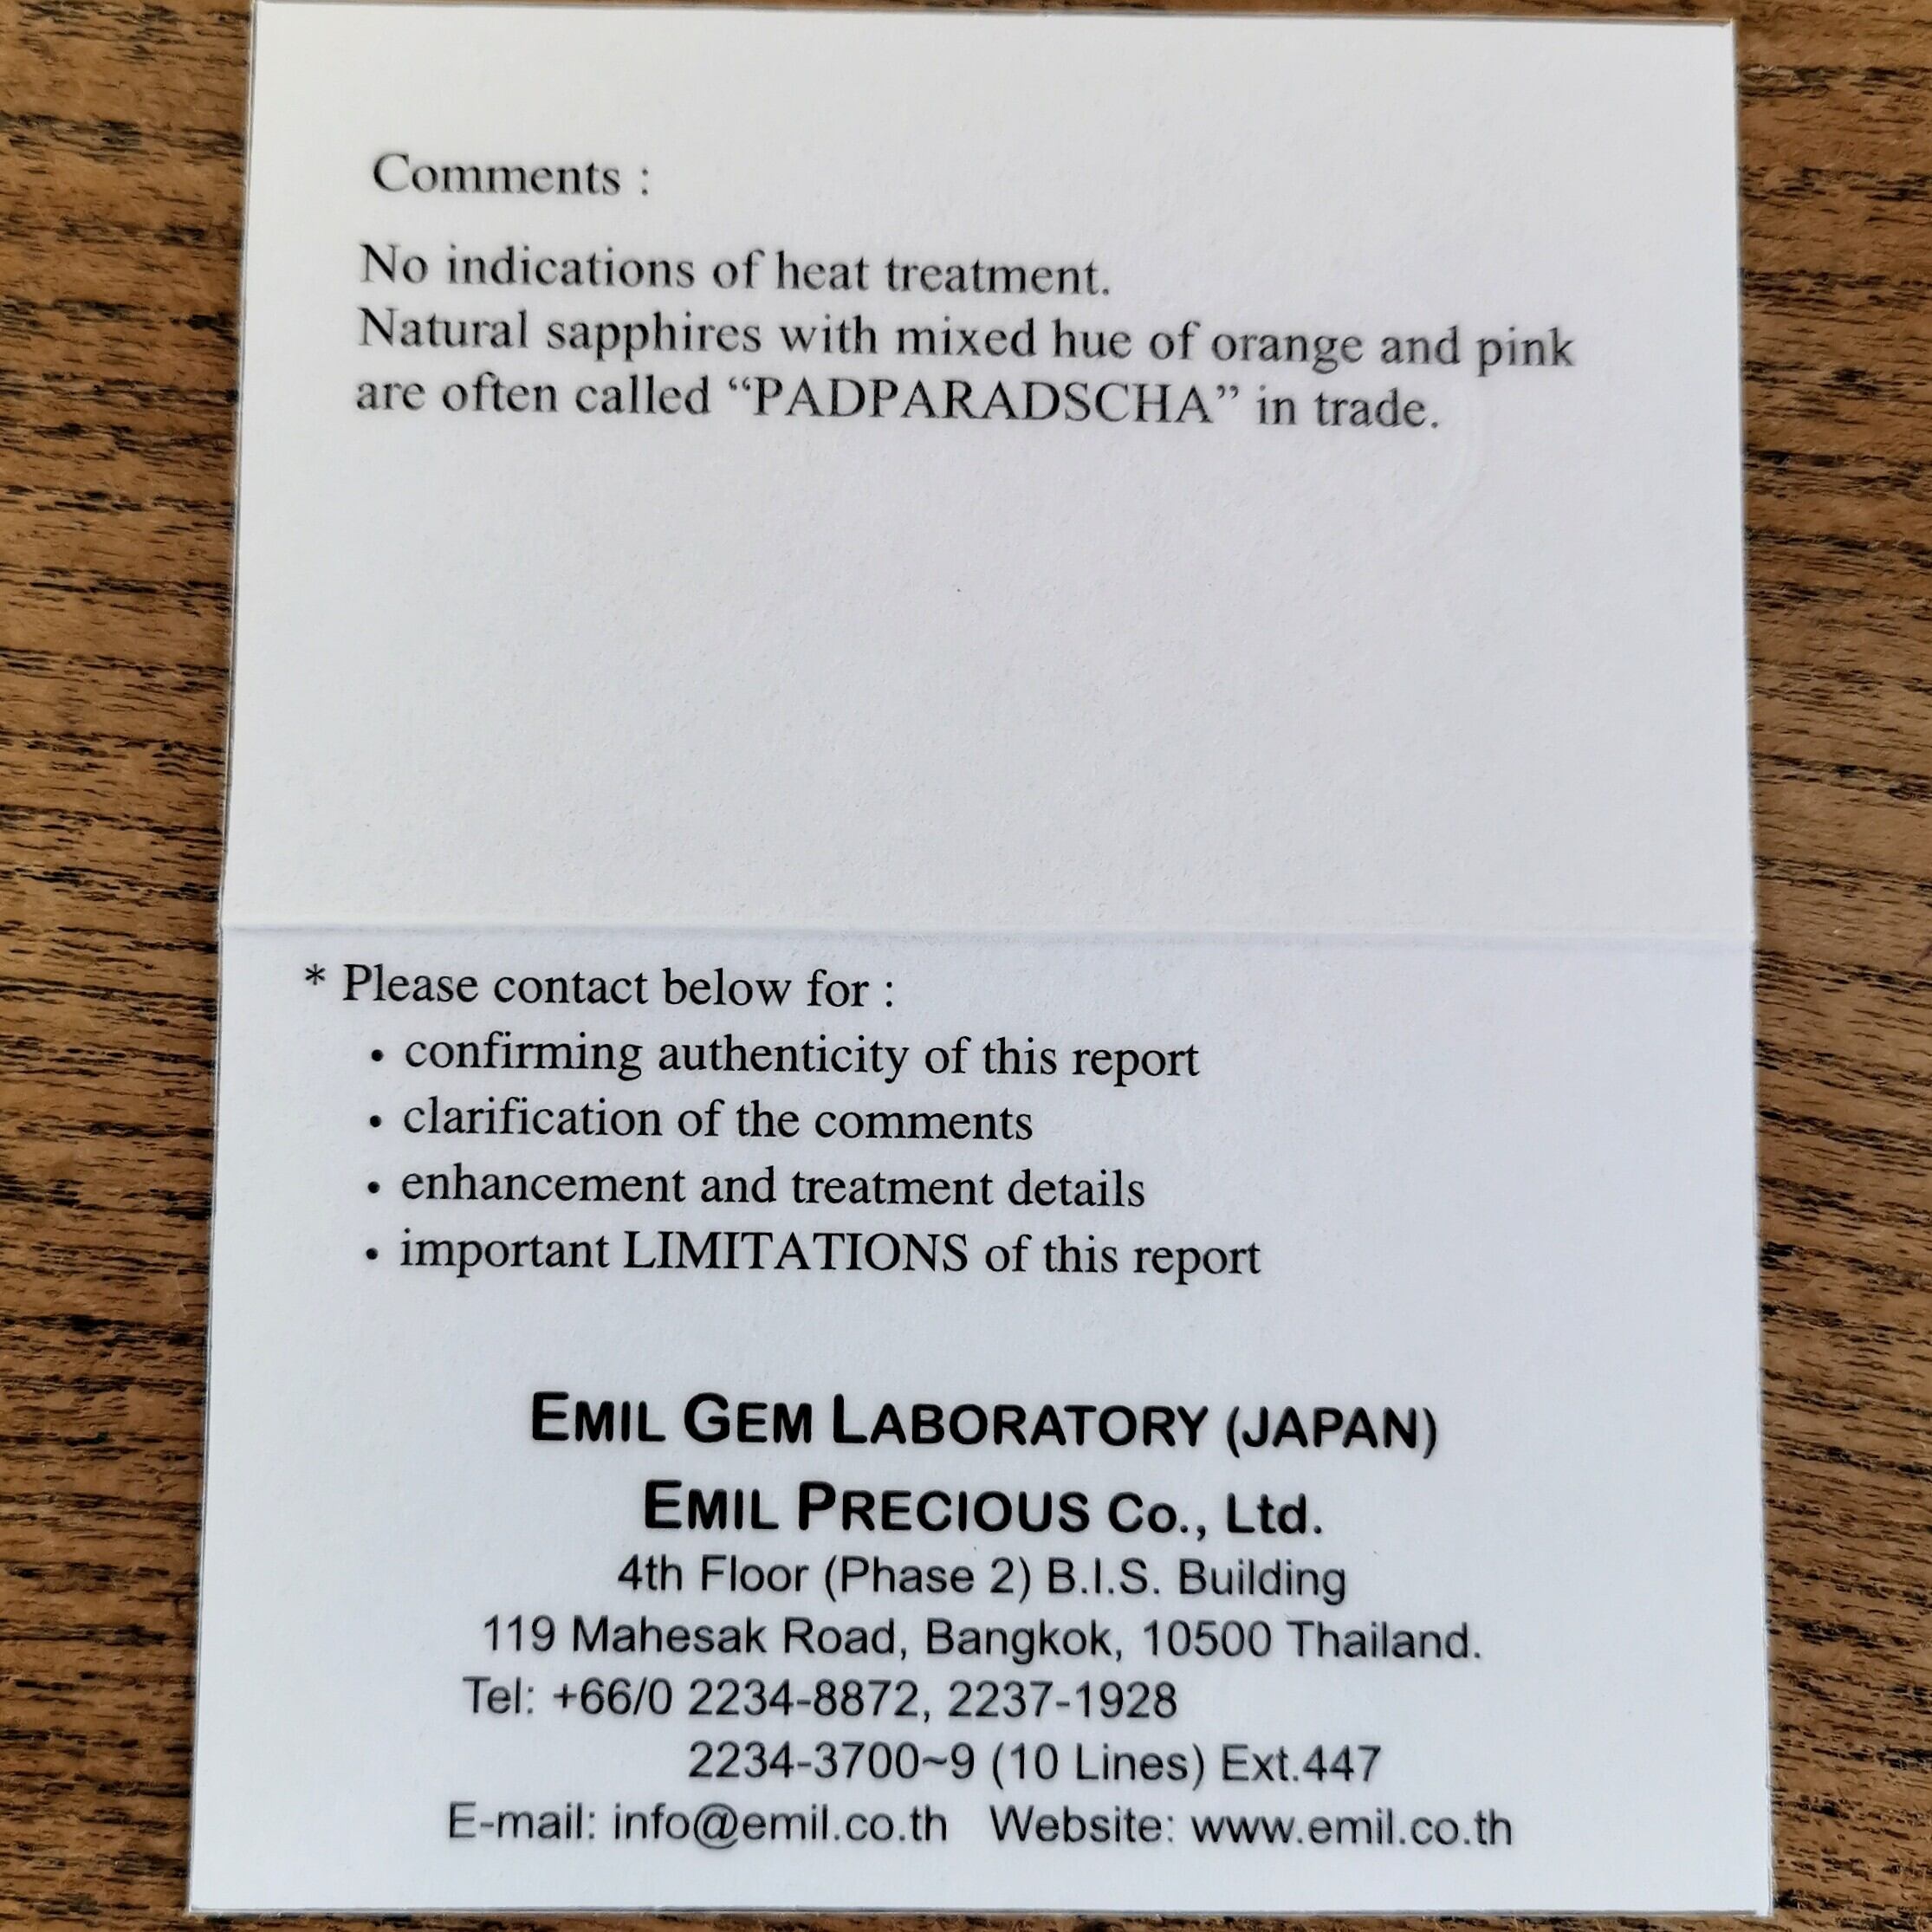 Comments :
No indications of heat treatment.
Natural sapphires with mixed hue of orange and pink
are often called “PADPARADSCHA” in trade.
* Please contact below for :
• confirming authenticity of this report
• clarification of the comments
• enhancement and treatment details
• important LIMITATIONS of this report
EMIL GEM LABORATORY (JAPAN)
EMIL PRECIOUS Co., Ltd.
4th Floor (Phase 2) B.I.S. Building
119 Mahesak Road, Bangkok, 10500 Thailand.
Tel: +66/0 2234-8872, 2237-1928
2234-3700~9 (10 Lines) Ext.447
E-mail: info@emil.co.th Website: www.emil.co.th